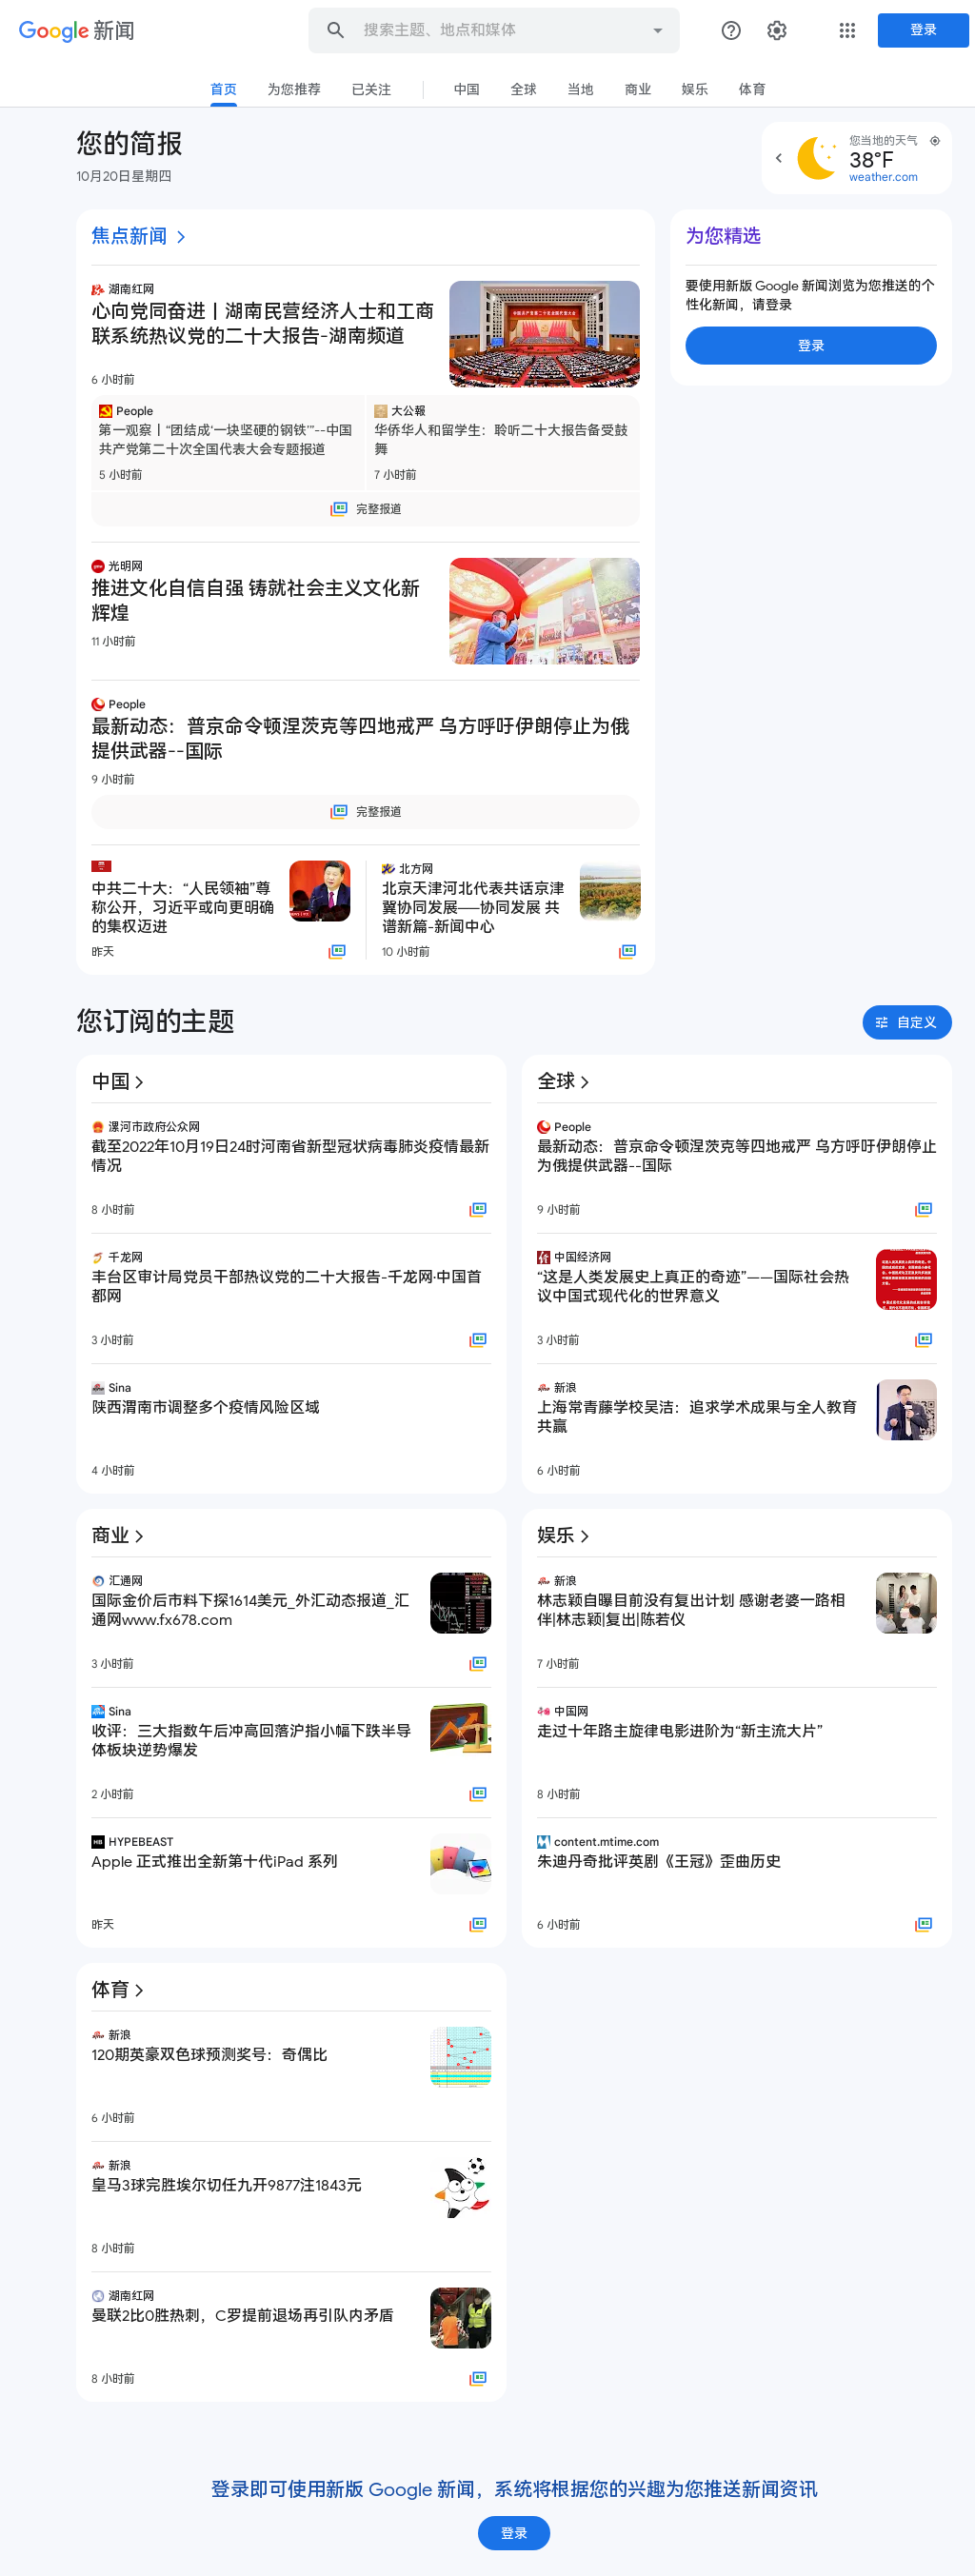 Google 新闻
搜索主题、地点和媒体
登录
首页
为您推荐
已关注
中国
全球
当地
商业
娱乐
体育
您的简报
10月20日星期四
您当地的天气
38°F
weather.com
焦点新闻
湖南红网
心向党同奋进丨湖南民营经济人士和工商
联系统热议党的二十大报告-湖南频道
6 小时前
People
第一观察丨“团结成‘一块坚硬的钢铁’”--中国
共产党第二十次全国代表大会专题报道
5 小时前
大公報
华侨华人和留学生：聆听二十大报告备受鼓
舞
7 小时前
完整报道
光明网
推进文化自信自强 铸就社会主义文化新
辉煌
11 小时前
People
最新动态：普京命令顿涅茨克等四地戒严 乌方呼吁伊朗停止为俄
提供武器--国际
9 小时前
完整报道
中共二十大：“人民领袖”尊
称公开，习近平或向更明确
的集权迈进
昨天
北方网
北京天津河北代表共话京津
冀协同发展──协同发展 共
谱新篇-新闻中心
10 小时前
为您精选
要使用新版 Google 新闻浏览为您推送的个
性化新闻，请登录
登录
您订阅的主题
自定义
中国
漯河市政府公众网
截至2022年10月19日24时河南省新型冠状病毒肺炎疫情最新
情况
8 小时前
千龙网
丰台区审计局党员干部热议党的二十大报告-千龙网·中国首
都网
3 小时前
Sina
陕西渭南市调整多个疫情风险区域
4 小时前
全球
People
最新动态：普京命令顿涅茨克等四地戒严 乌方呼吁伊朗停止
为俄提供武器--国际
9 小时前
中国经济网
“这是人类发展史上真正的奇迹”——国际社会热
议中国式现代化的世界意义
3 小时前
新浪
上海常青藤学校吴洁：追求学术成果与全人教育
共赢
6 小时前
商业
汇通网
国际金价后市料下探1614美元_外汇动态报道_汇
通网www.fx678.com
3 小时前
Sina
收评：三大指数午后冲高回落沪指小幅下跌半导
体板块逆势爆发
2 小时前
HYPEBEAST
Apple 正式推出全新第十代iPad 系列
昨天
娱乐
新浪
林志颖自曝目前没有复出计划 感谢老婆一路相
伴|林志颖|复出|陈若仪
7 小时前
中国网
走过十年路主旋律电影进阶为“新主流大片”
8 小时前
content.mtime.com
朱迪丹奇批评英剧《王冠》歪曲历史
6 小时前
体育
新浪
120期英豪双色球预测奖号：奇偶比
6 小时前
新浪
皇马3球完胜埃尔切任九开9877注1843元
8 小时前
湖南红网
曼联2比0胜热刺，C罗提前退场再引队内矛盾
8 小时前
登录即可使用新版 Google 新闻，系统将根据您的兴趣为您推送新闻资讯
登录